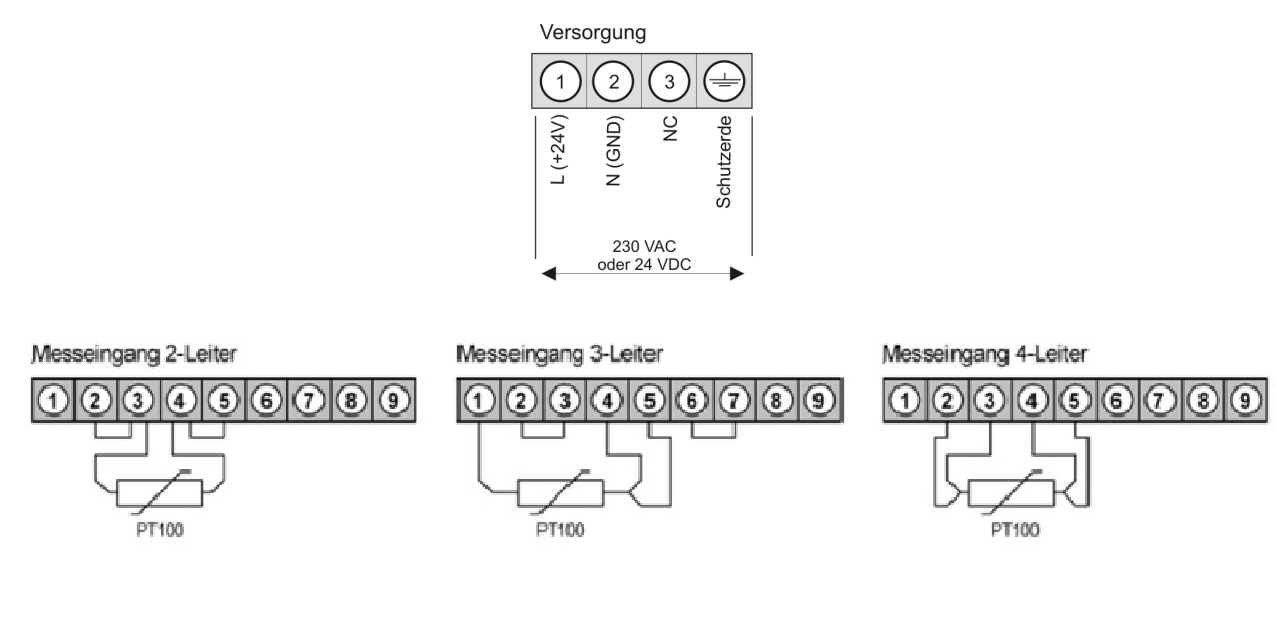 Versorgung
1 2 3
L (+24V) N (GND) NC Schutzerde
230 VAC
oder 24 VDC
Messeingang 2-Leiter
1 2 3 4 5 6 7 8 9
PT100
Messeingang 3-Leiter
1 2 3 4 5 6 7 8 9
PT100
Messeingang 4-Leiter
1 2 3 4 5 6 7 8 9
PT100